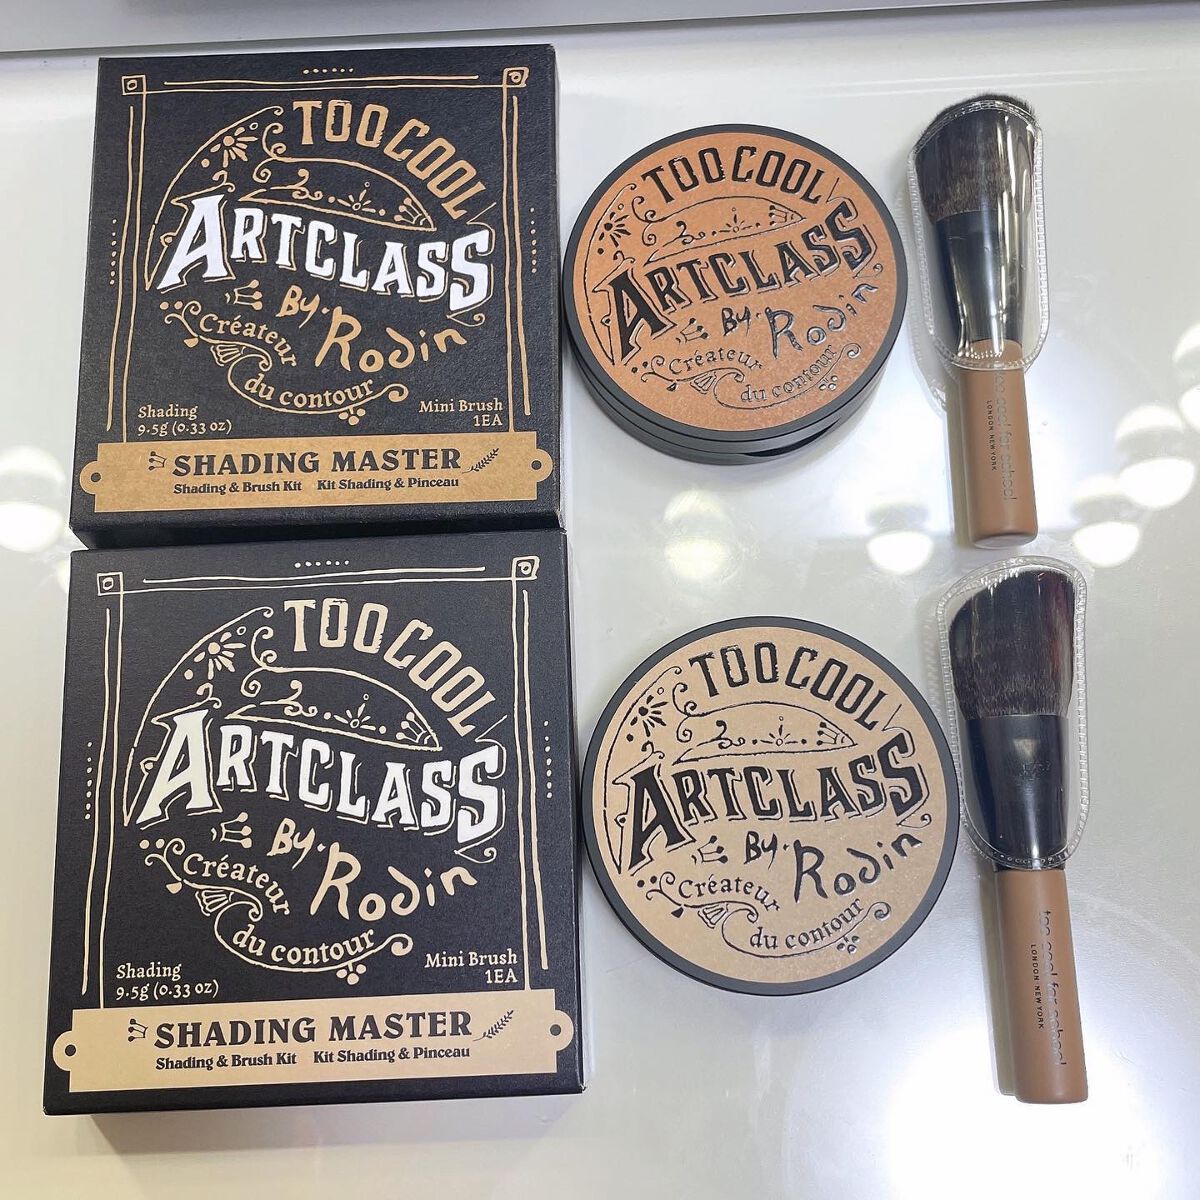 TOO COOL
ARTCLASS
By. Rodin
Créateur
du contour
Shading
9.5g (0.33 oz)
Mini Brush
1EA
SHADING MASTER
Shading & Brush Kit Kit Shading & Pinceau
TOO COOL
ARTCLASS
By. Rodin
Créateur
du contour
too cool for school
LONDON NEW YORK
TOO COOL
ARTCLASS
By. Rodin
Créateur
du contour
Shading
9.5g (0.33 oz)
Mini Brush
1EA
SHADING MASTER
Shading & Brush Kit Kit Shading & Pinceau
TOO COOL
ARTCLASS
By. Rodin
Créateur
du contour
too cool for school
LONDON NEW YORK